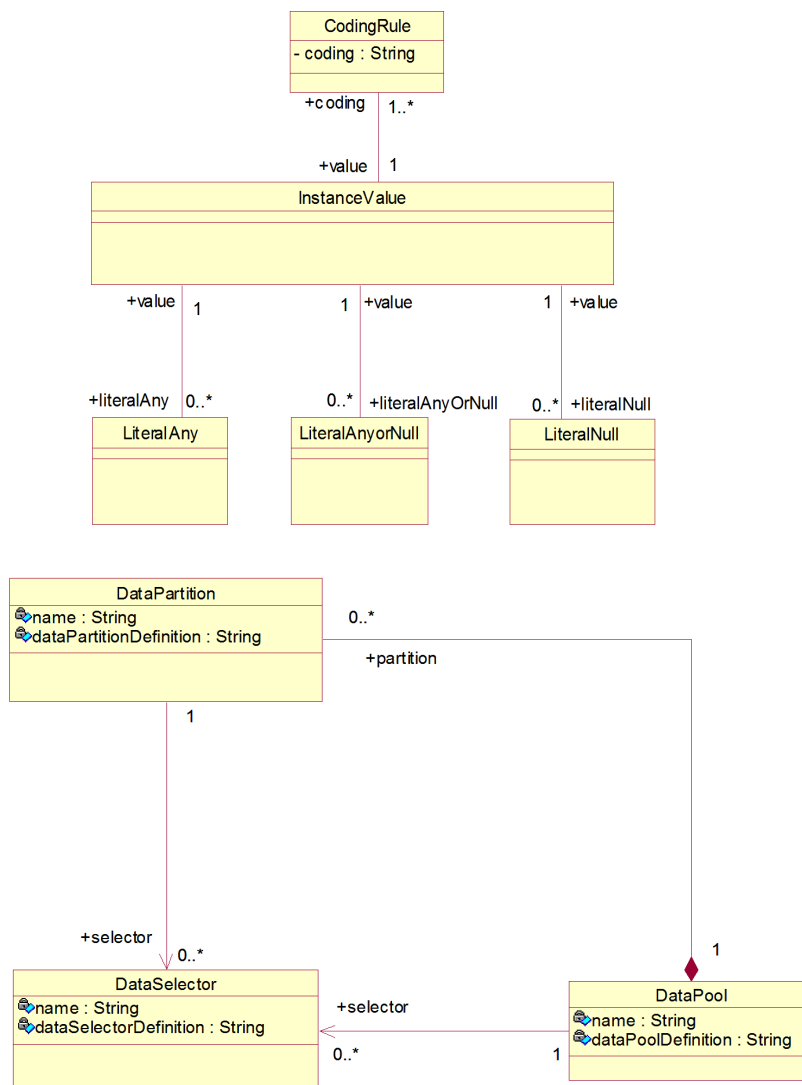 CodingRule
- coding : String
+coding 1..*
+value 1
InstanceValue
+value 1 1 +value 1 +value
+literalAny 0..* 0..* +literalAnyOrNull 0..* +literalNull
LiteralAny LiteralAnyorNull LiteralNull
DataPartition
name : String
dataPartitionDefinition : String
0..*
+partition
1
+selector
0..*
1
DataSelector
name : String
dataSelectorDefinition : String
+selector
0..* 1
DataPool
name : String
dataPoolDefinition : String